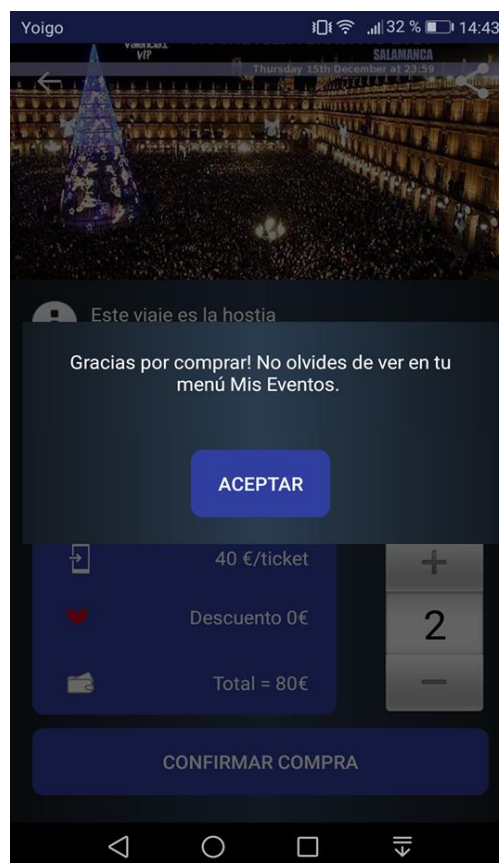 Yoigo
32 %
14:43
Valencia.L
VIP
SALAMANCA
Thursday 15th December at 23:59
Este viaje es la hostia
Gracias por comprar! No olvides de ver en tu
menú Mis Eventos.
ACEPTAR
40 €/ticket
+
Descuento 0€
2
Total = 80€
CONFIRMAR COMPRA